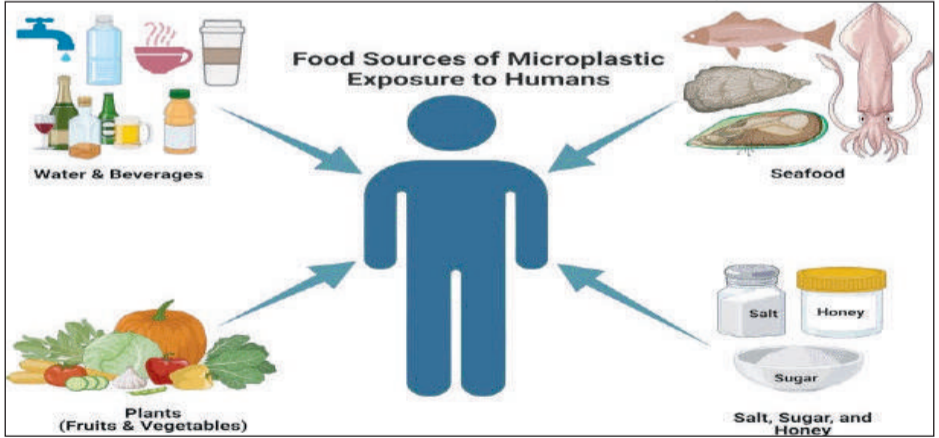 Food Sources of Microplastic
Exposure to Humans
Water & Beverages
Seafood
Salt
Honey
Sugar
Plants
(Fruits & Vegetables)
Salt, Sugar, and
Honey